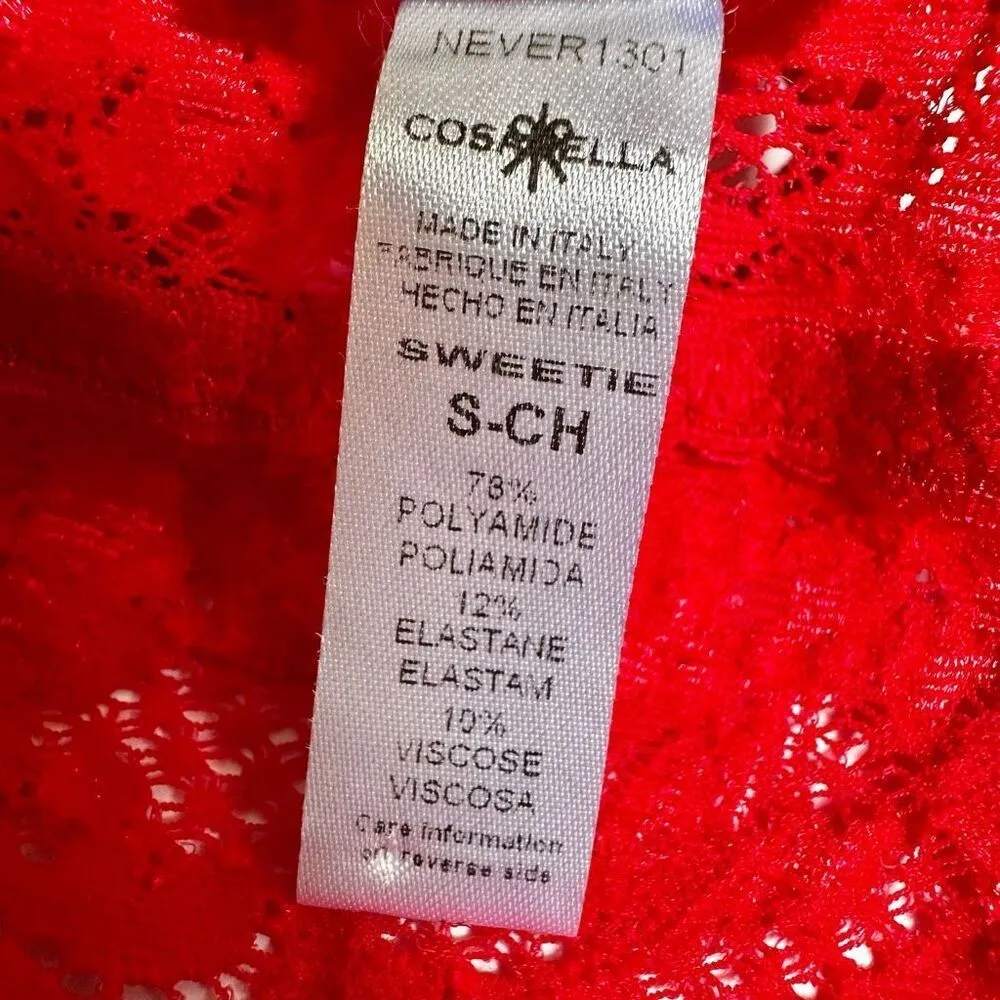 NEVER1301
COSABELLA
MADE IN ITALY
FABRIQUE EN ITALY
HECHO EN ITALIA
SWEETIE
S-CH
78%
POLYAMIDE
POLIAMIDA
12%
ELASTANE
ELASTAM
10%
VISCOSE
VISCOSA
Care information
on reverse side